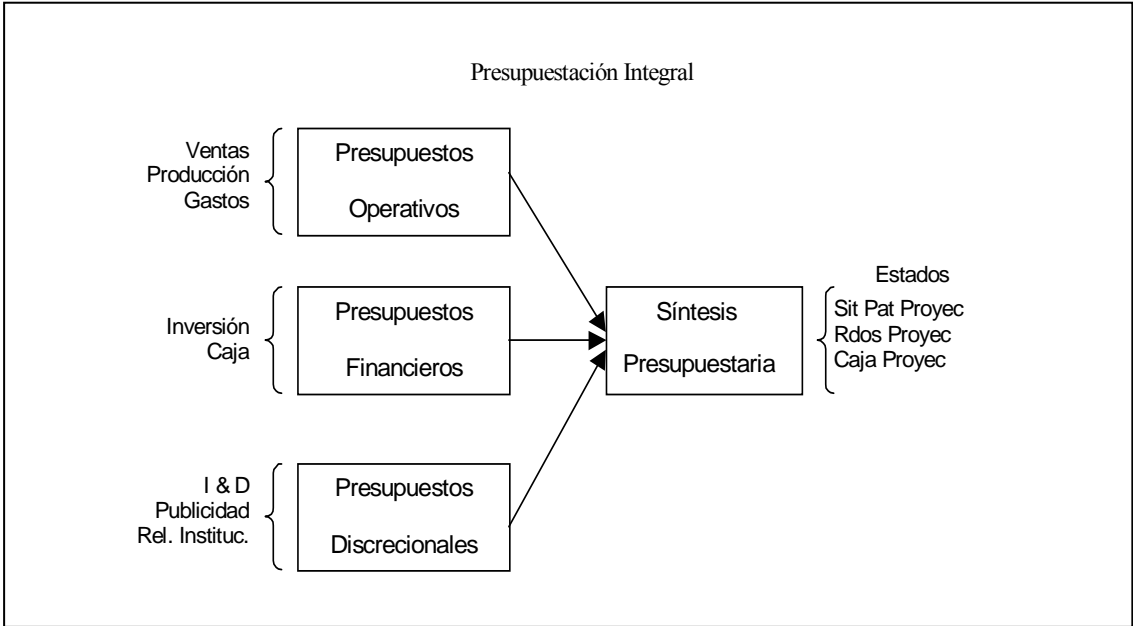 Presupuestación Integral
Ventas
Producción
Gastos
Presupuestos
Operativos
Inversión
Caja
Presupuestos
Financieros
I & D
Publicidad
Rel. Instituc.
Presupuestos
Discrecionales
Síntesis
Presupuestaria
Estados
Sit Pat Proyec
Rdos Proyec
Caja Proyec